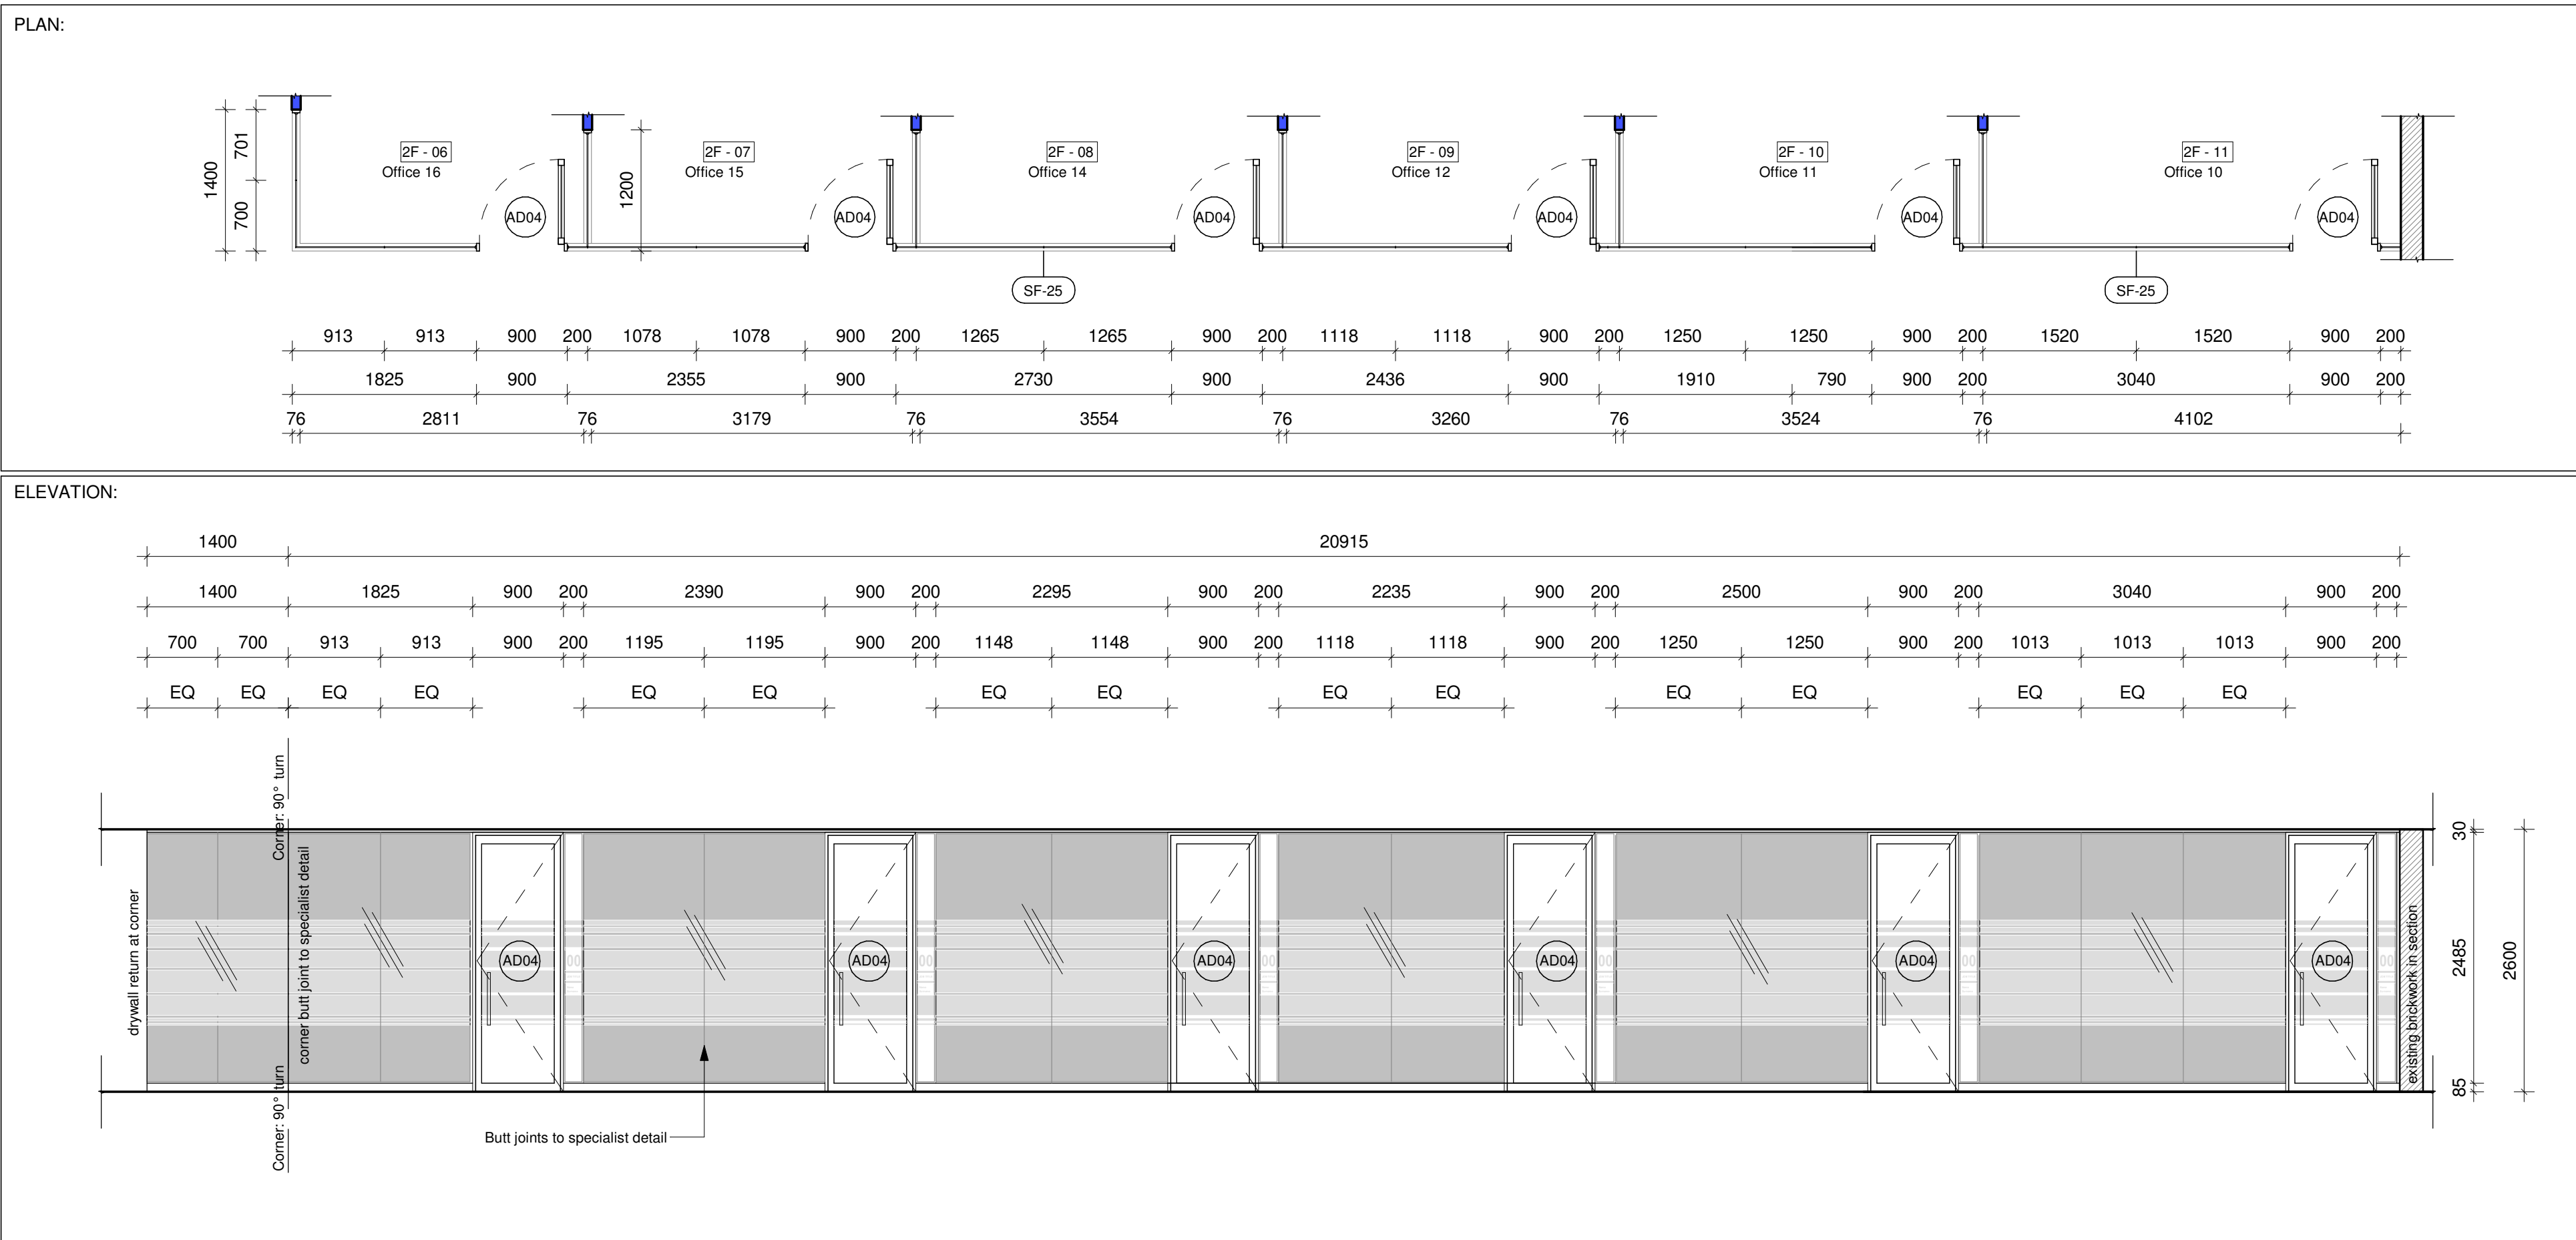 PLAN:
1400
701
700
2F - 06
Office 16
AD04
1200
2F - 07
Office 15
AD04
2F - 08
Office 14
AD04
2F - 09
Office 12
AD04
2F - 10
Office 11
AD04
2F - 11
Office 10
AD04
SF-25
SF-25
913 913 900 200 1078 1078 900 200 1265 1265 900 200 1118 1118 900 200 1250 1250 900 200 1520 1520 900 200
1825 900 2355 900 2730 900 2436 900 1910 790 900 200 3040 900 200
76 2811 76 3179 76 3554 76 3260 76 3524 76 4102
ELEVATION:
1400 20915
1400 1825 900 200 2390 900 200 2295 900 200 2235 900 200 2500 900 200 3040 900 200
700 700 913 913 900 200 1195 1195 900 200 1148 1148 900 200 1118 1118 900 200 1250 1250 900 200 1013 1013 1013 900 200
EQ EQ EQ EQ EQ EQ EQ EQ EQ EQ EQ EQ EQ EQ EQ
Corner: 90° turn
drywall return at corner
corner butt joint to specialist detail
Corner: 90° turn
AD04
00
AD04
00
AD04
00
AD04
00
AD04
00
AD04
00
existing brickwork in section
30
2485
85
2600
Butt joints to specialist detail